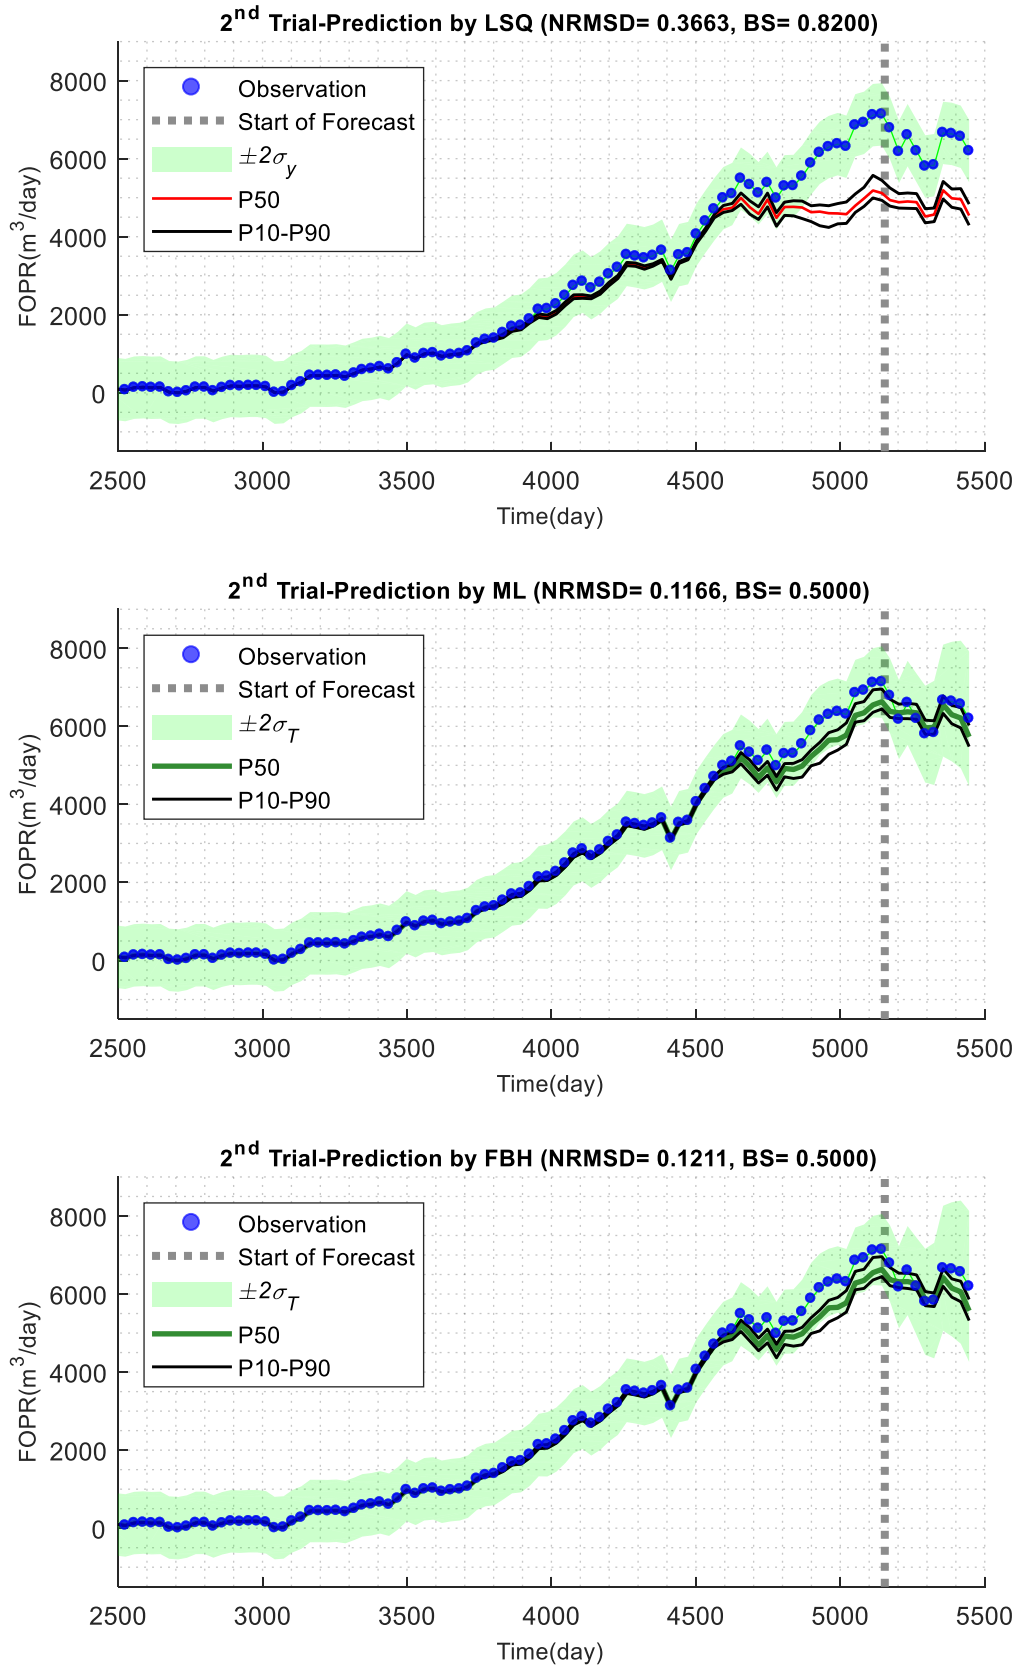 2nd Trial-Prediction by LSQ (NRMSD= 0.3663, BS= 0.8200)
8000
6000
4000
2000
0
FOPR(m3/day)
Observation
Start of Forecast
±2σy
P50
P10-P90
2500 3000 3500 4000 4500 5000 5500
Time(day)
2nd Trial-Prediction by ML (NRMSD= 0.1166, BS= 0.5000)
8000
6000
4000
2000
0
FOPR(m3/day)
Observation
Start of Forecast
±2σT
P50
P10-P90
2500 3000 3500 4000 4500 5000 5500
Time(day)
2nd Trial-Prediction by FBH (NRMSD= 0.1211, BS= 0.5000)
8000
6000
4000
2000
0
FOPR(m3/day)
Observation
Start of Forecast
±2σT
P50
P10-P90
2500 3000 3500 4000 4500 5000 5500
Time(day)